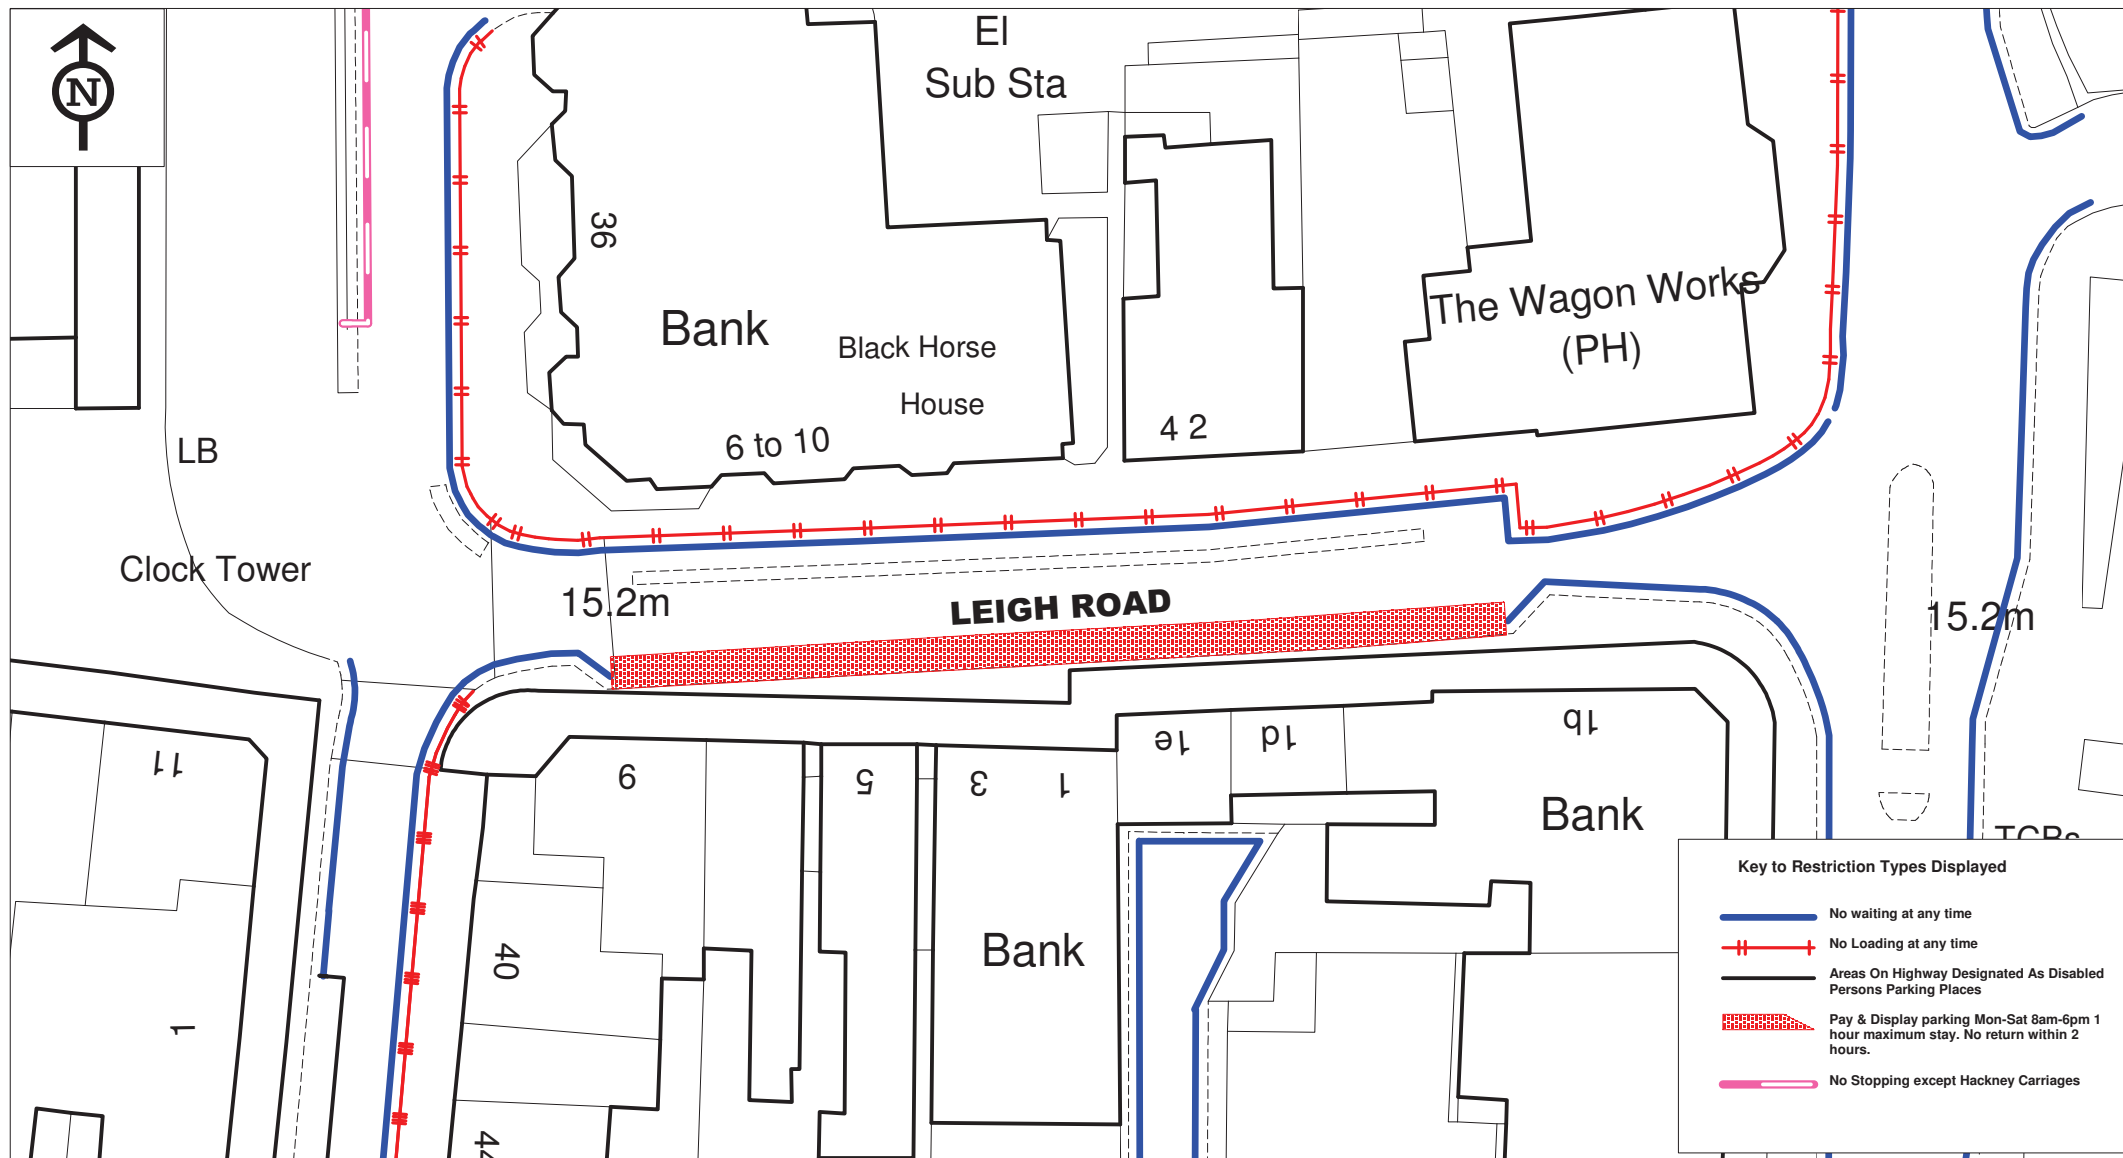 N
El
Sub Sta
36
Bank
Black Horse
House
6 to 10
4 2
The Wagon Works
(PH)
LB
Clock Tower
15.2m
LEIGH ROAD
15.2m
11
9
5
3
1
1e
1d
1b
Bank
Bank
40
1
44
TCBs
Key to Restriction Types Displayed
No waiting at any time
No Loading at any time
Areas On Highway Designated As Disabled
Persons Parking Places
Pay & Display parking Mon-Sat 8am-6pm 1
hour maximum stay. No return within 2
hours.
No Stopping except Hackney Carriages